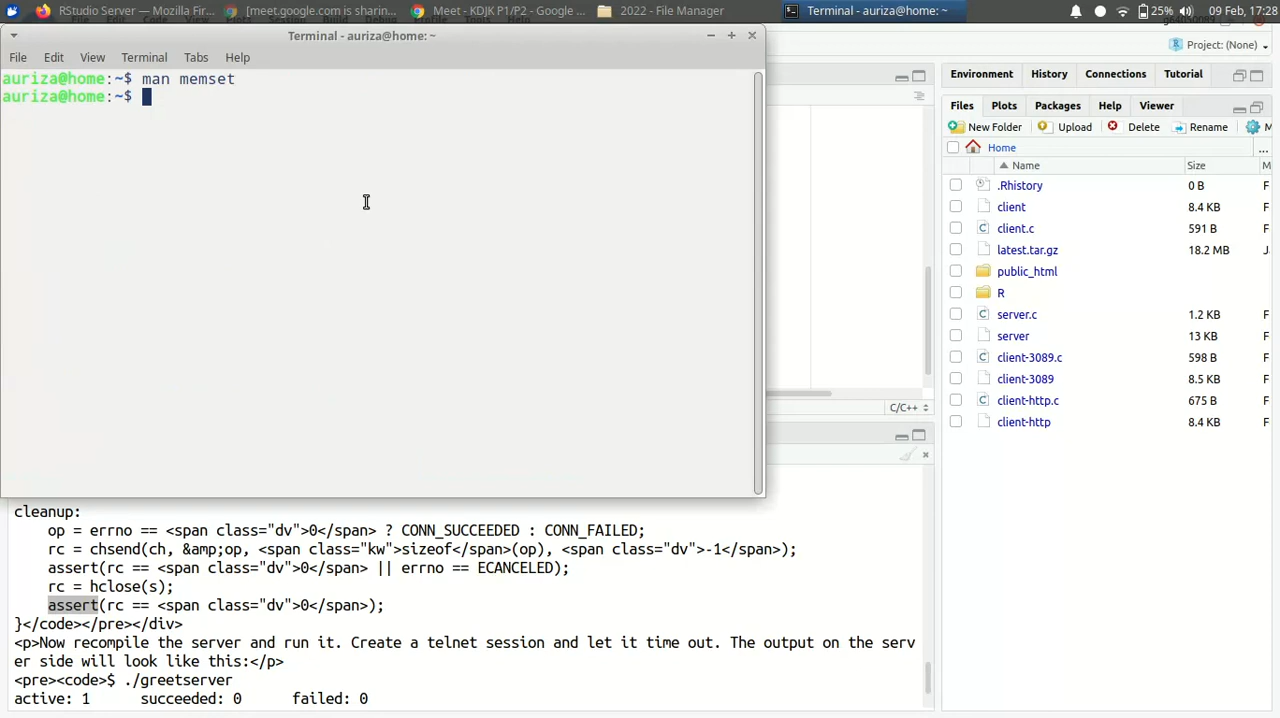 RStudio Server — Mozilla Fir...
[meet.google.com is sharin...
Meet - KDJK P1/P2 - Google ...
2022 - File Manager
Terminal - auriza@home: ~
25%
09 Feb, 17:28
Terminal - auriza@home: ~
File Edit View Terminal Tabs Help
auriza@home:~$ man memset
auriza@home:~$
Project: (None)
Environment History Connections Tutorial
Files Plots Packages Help Viewer
New Folder Upload Delete Rename M
Home ...
Name Size M
.Rhistory 0 B F
client 8.4 KB F
client.c 591 B F
latest.tar.gz 18.2 MB J
public_html
R
server.c 1.2 KB F
server 13 KB F
client-3089.c 598 B F
client-3089 8.5 KB F
client-http.c 675 B F
client-http 8.4 KB F
C/C++
cleanup:
op = errno == <span class="dv">0</span> ? CONN_SUCCEEDED : CONN_FAILED;
rc = chsend(ch, &amp;op, <span class="kw">sizeof</span>(op), <span class="dv">-1</span>);
assert(rc == <span class="dv">0</span> || errno == ECANCELED);
rc = hclose(s);
assert(rc == <span class="dv">0</span>);
}</code></pre></div>
<p>Now recompile the server and run it. Create a telnet session and let it time out. The output on the serv
er side will look like this:</p>
<pre><code>$ ./greetserver
active: 1 succeeded: 0 failed: 0